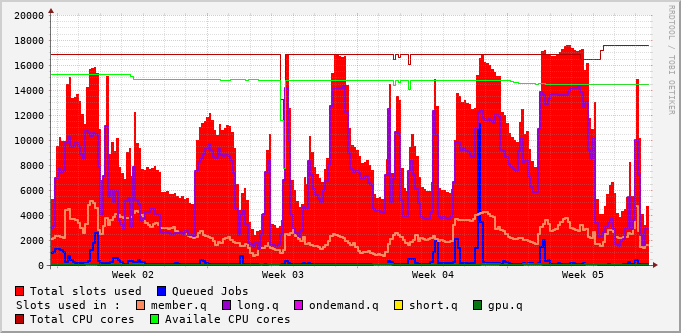 20000
18000
16000
14000
12000
10000
8000
6000
4000
2000
0
Week 02 Week 03 Week 04 Week 05
Total slots used Queued Jobs
Slots used in : member.q long.q ondemand.q short.q gpu.q
Total CPU cores Availale CPU cores
RRDTOOL / TOBI OETIKER